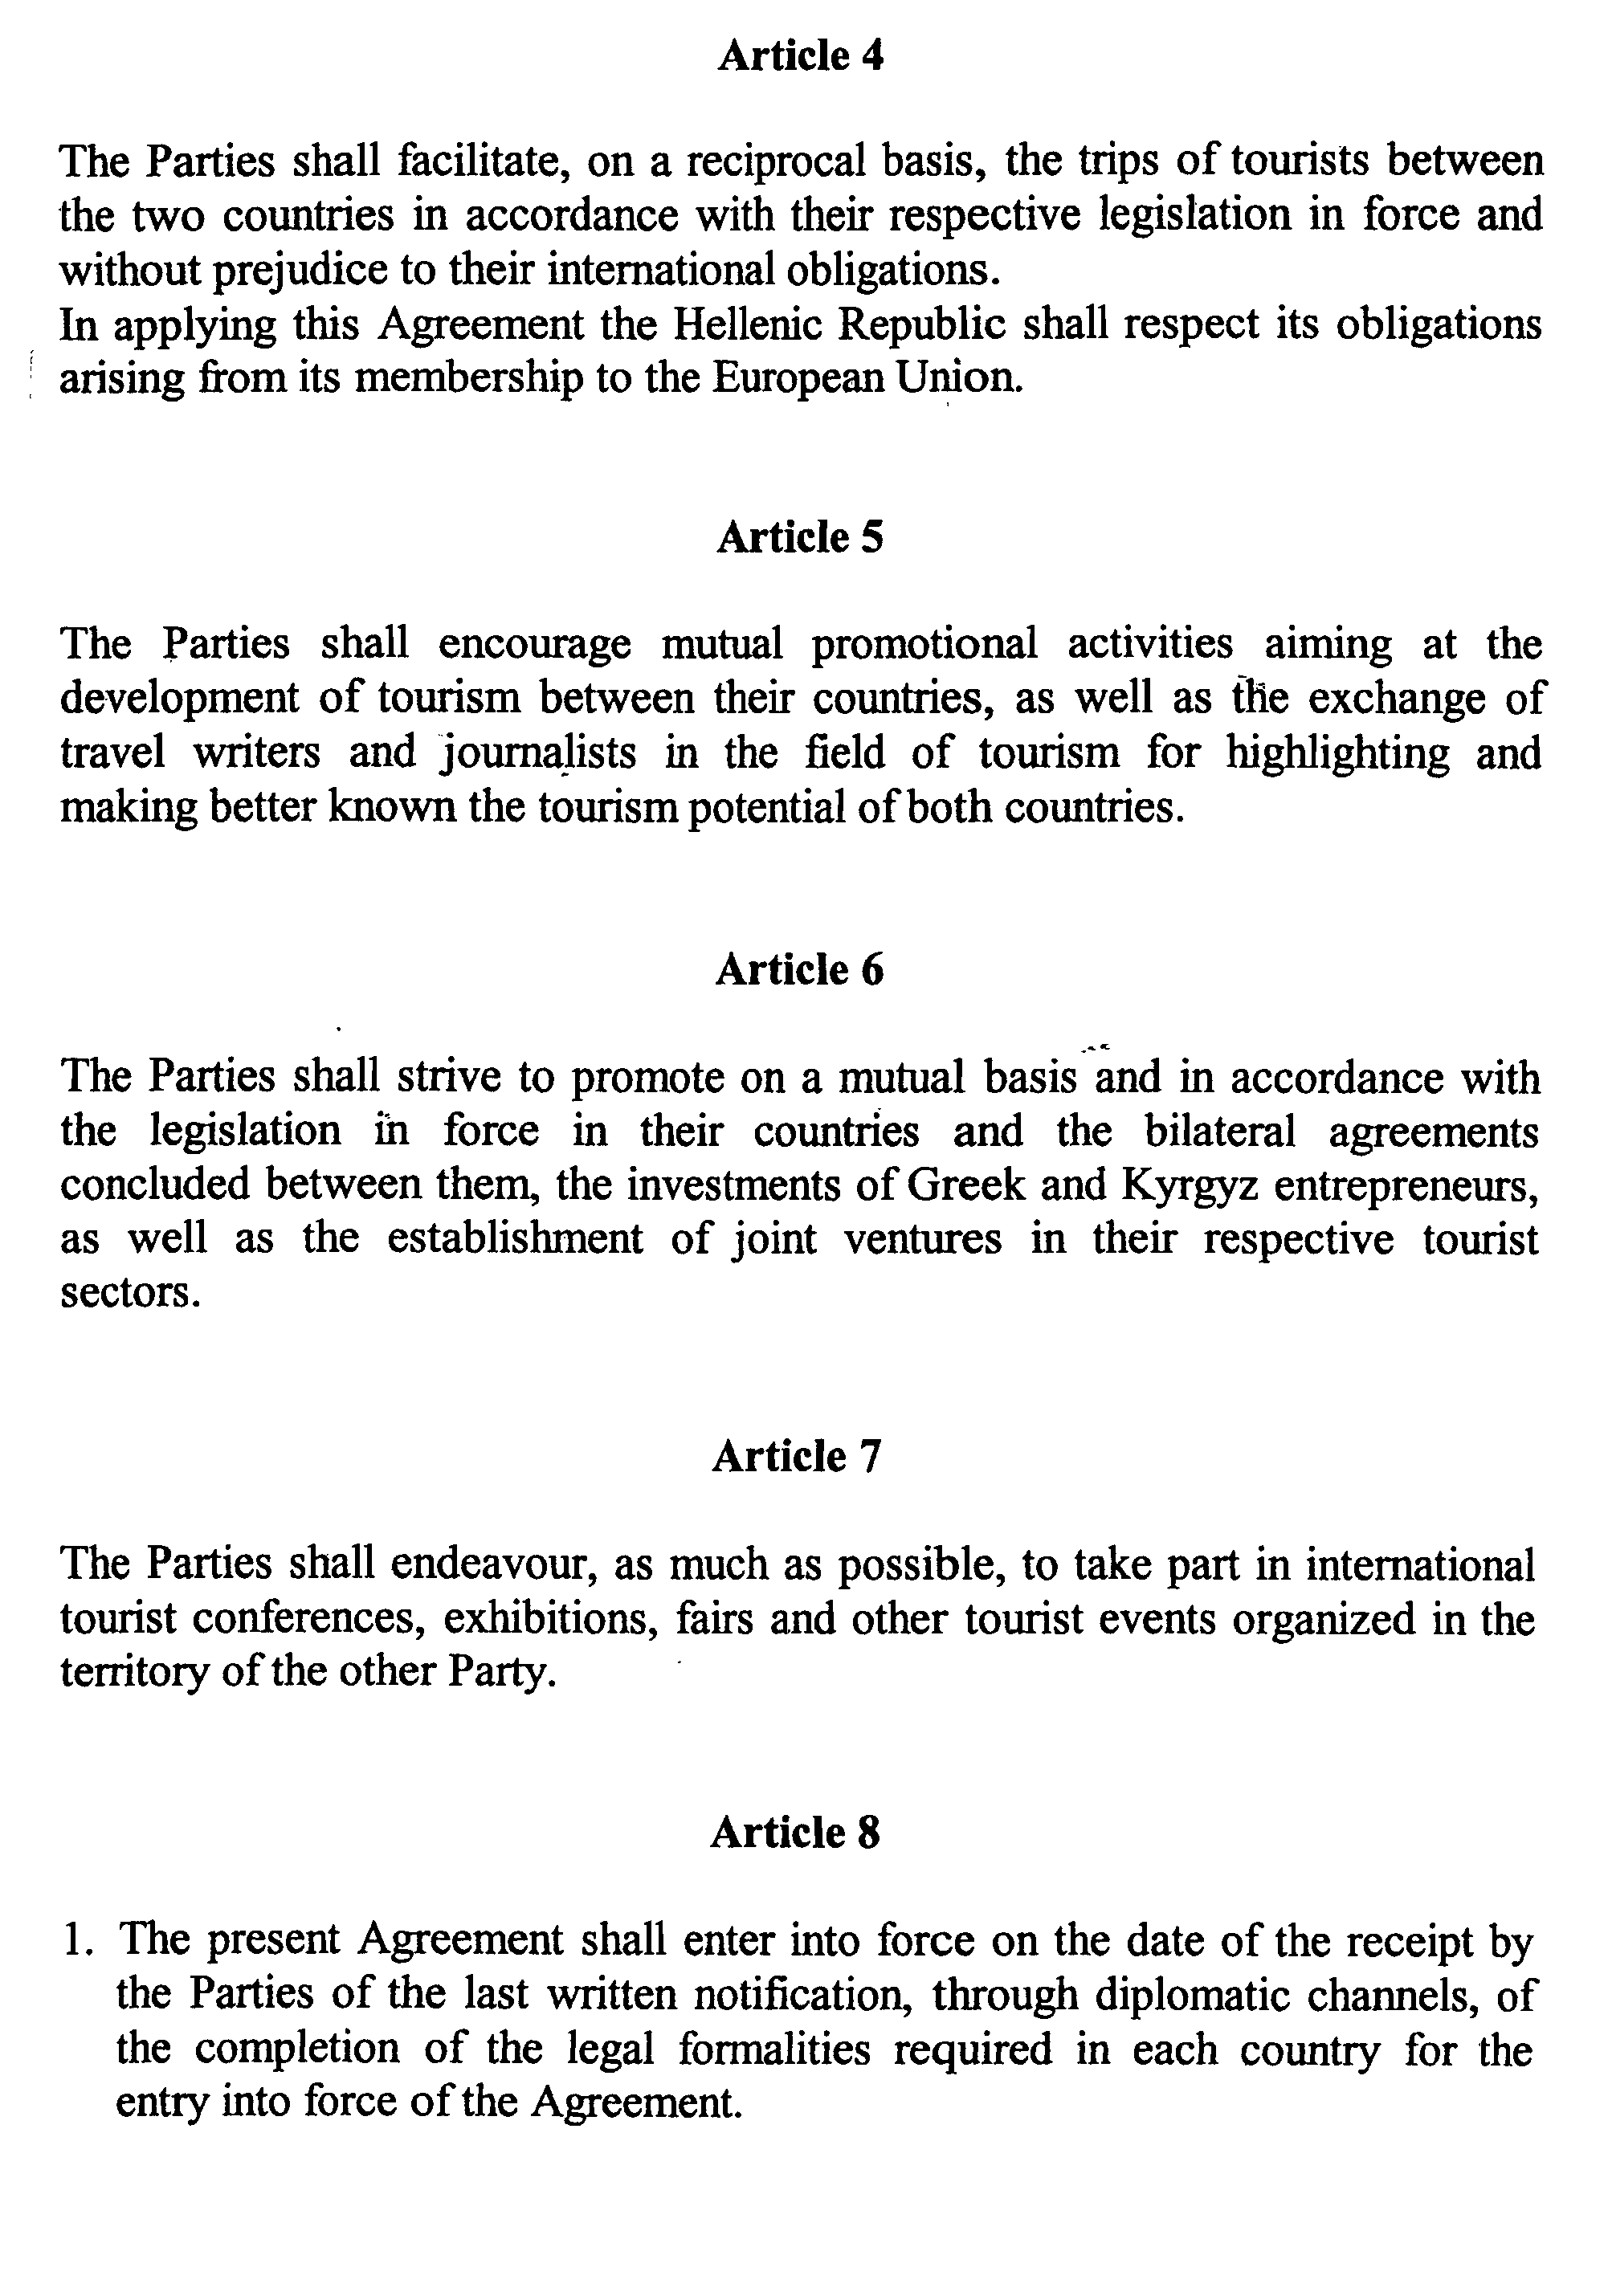 Article 4
The Parties shall facilitate, on a reciprocal basis, the trips of tourists between
the two countries in accordance with their respective legislation in force and
without prejudice to their international obligations.
In applying this Agreement the Hellenic Republic shall respect its obligations
arising from its membership to the European Union.
Article 5
The Parties shall encourage mutual promotional activities aiming at the
development of tourism between their countries, as well as the exchange of
travel writers and journalists in the field of tourism for highlighting and
making better known the tourism potential of both countries.
Article 6
The Parties shall strive to promote on a mutual basis and in accordance with
the legislation in force in their countries and the bilateral agreements
concluded between them, the investments of Greek and Kyrgyz entrepreneurs,
as well as the establishment of joint ventures in their respective tourist
sectors.
Article 7
The Parties shall endeavour, as much as possible, to take part in international
tourist conferences, exhibitions, fairs and other tourist events organized in the
territory of the other Party.
Article 8
1. The present Agreement shall enter into force on the date of the receipt by
the Parties of the last written notification, through diplomatic channels, of
the completion of the legal formalities required in each country for the
entry into force of the Agreement.